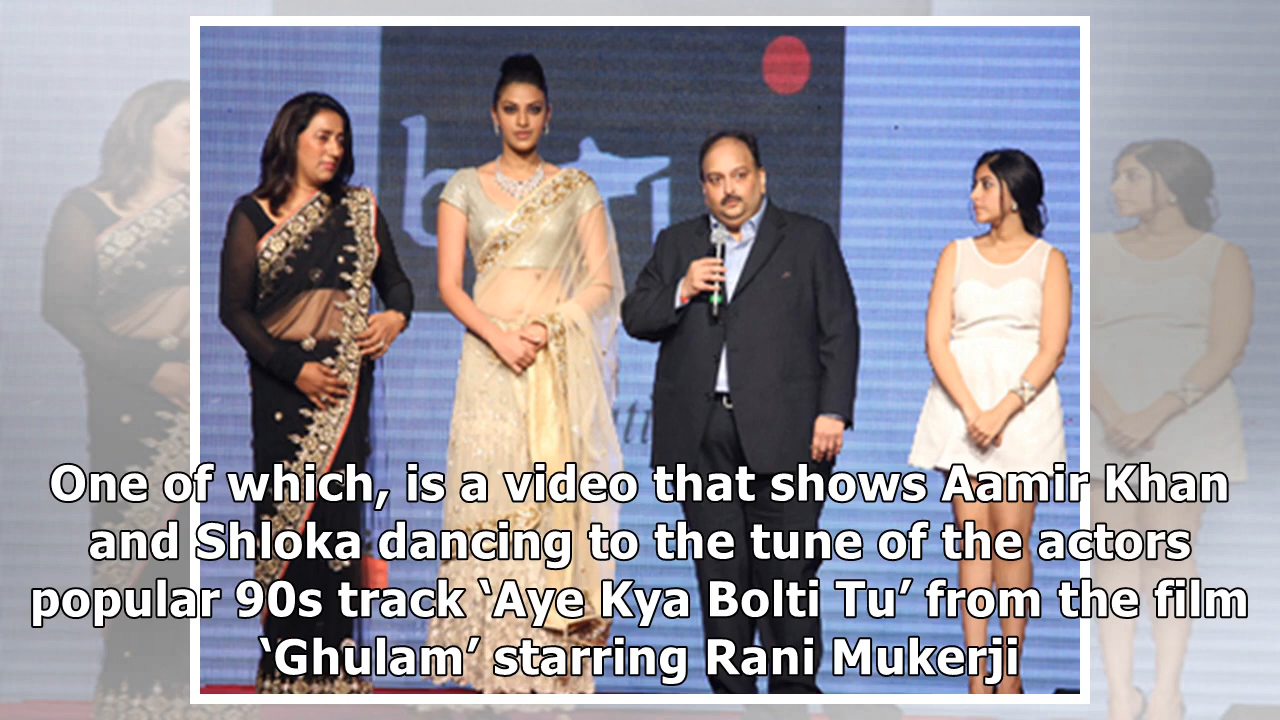 One of which, is a video that shows Aamir Khan
and Shloka dancing to the tune of the actors
popular 90s track ‘Aye Kya Bolti Tu’ from the film
‘Ghulam’ starring Rani Mukerji